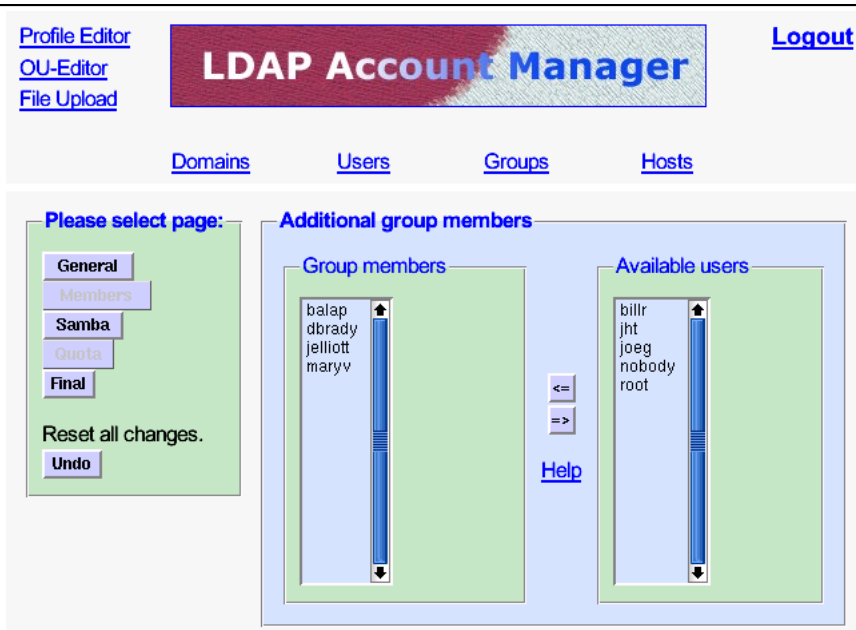 Profile Editor
OU-Editor
File Upload
LDAP Account Manager
Logout
Domains
Users
Groups
Hosts
Please select page:
General
Members
Samba
Quota
Final
Reset all changes.
Undo
Additional group members
Group members
balap
dbrady
jelliott
maryv
<=
=>
Help
Available users
billr
jht
joeg
nobody
root